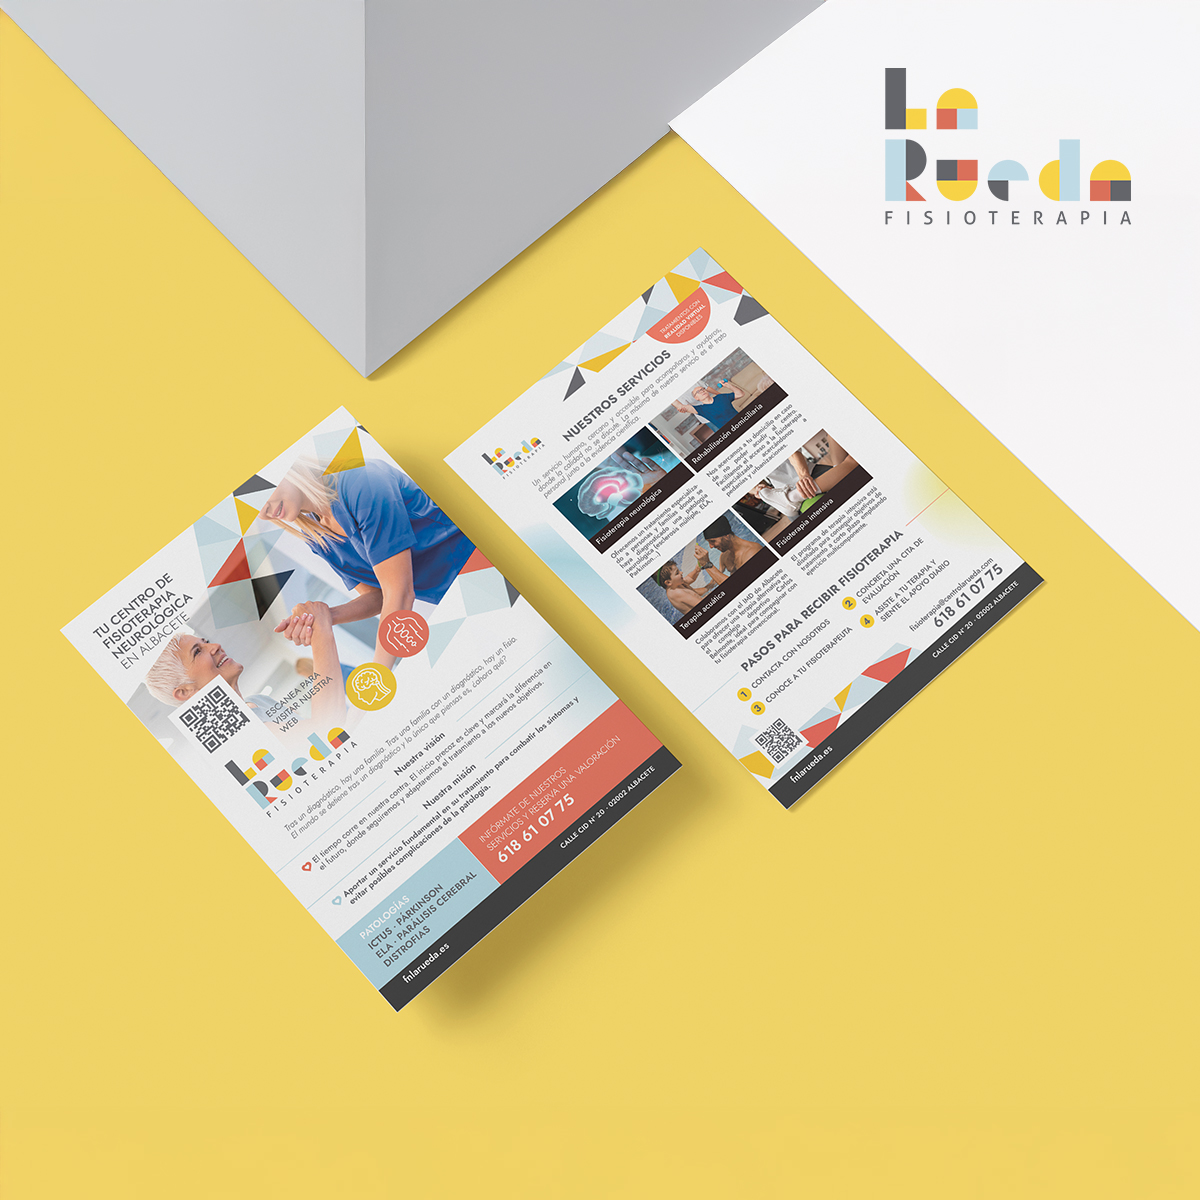 La
Rueda
FISIOTERAPIA
TU CENTRO DE
FISIOTERAPIA
NEUROLÓGICA
EN ALBACETE
ESCANEA PARA
VISITAR NUESTRA
WEB
La
Rueda
FISIOTERAPIA
Tras un diagnóstico, hay una familia. Tras una familia con un diagnóstico, hay un fisio.
El mundo se detiene tras un diagnóstico y lo único que piensas es, ¿ahora qué?
Nuestra visión
El tiempo corre en nuestra contra. El inicio precoz es clave y marcará la diferencia en
el futuro, donde seguiremos y adaptaremos el tratamiento a los nuevos objetivos.
Nuestra misión
Aportar un servicio fundamental en su tratamiento para combatir los síntomas y
evitar posibles complicaciones de la patología.
PATOLOGÍAS
ICTUS · PÁRKINSON
ELA · PARÁLISIS CEREBRAL
DISTROFIAS
INFÓRMATE DE NUESTROS
SERVICIOS Y RESERVA UNA VALORACIÓN
618 61 07 75
fnlarueda.es
CALLE CID Nº 20 - 02002 ALBACETE
TRATAMIENTOS CON
REALIDAD VIRTUAL
DISPONIBLES
La
Rueda
FISIOTERAPIA
NUESTROS SERVICIOS
Un servicio humano, cercano y accesible para acompañaros y ayudaros,
donde la calidad no se discute. La máxima de nuestro servicio es el trato
personal junto a la evidencia científica.
Fisioterapia neurológica
Ofrecemos un tratamiento especializa-
do a personas y familias donde se
haya diagnosticado una patología
neurológica (esclerosis múltiple, ELA,
Parkinson...)
Rehabilitación domiciliaria
Nos acercamos a tu domicilio en caso
de no poder acudir al centro.
Facilitamos el acceso a la fisioterapia
especializada acercándonos a
pedanías y urbanizaciones.
Terapia acuática
Colaboramos con el IMD de Albacete
para ofrecer una terapia alternativa en
el complejo deportivo Carlos
Belmonte, ideal para compaginar con
tu fisioterapia convencional.
Fisioterapia intensiva
El programa de terapia intensiva está
diseñado para conseguir objetivos de
tratamiento a corto plazo empleando
ejercicio multicomponente.
PASOS PARA RECIBIR FISIOTERAPIA
1 CONTACTA CON NOSOTROS
2 CONCRETA UNA CITA DE
EVALUACIÓN
3 CONOCE A TU FISIOTERAPEUTA
4 ASISTE A TU TERAPIA Y
SIENTE EL APOYO DIARIO
fisioterapia@centrolarueda.com
618 61 07 75
fnlarueda.es
CALLE CID Nº 20 - 02002 ALBACETE